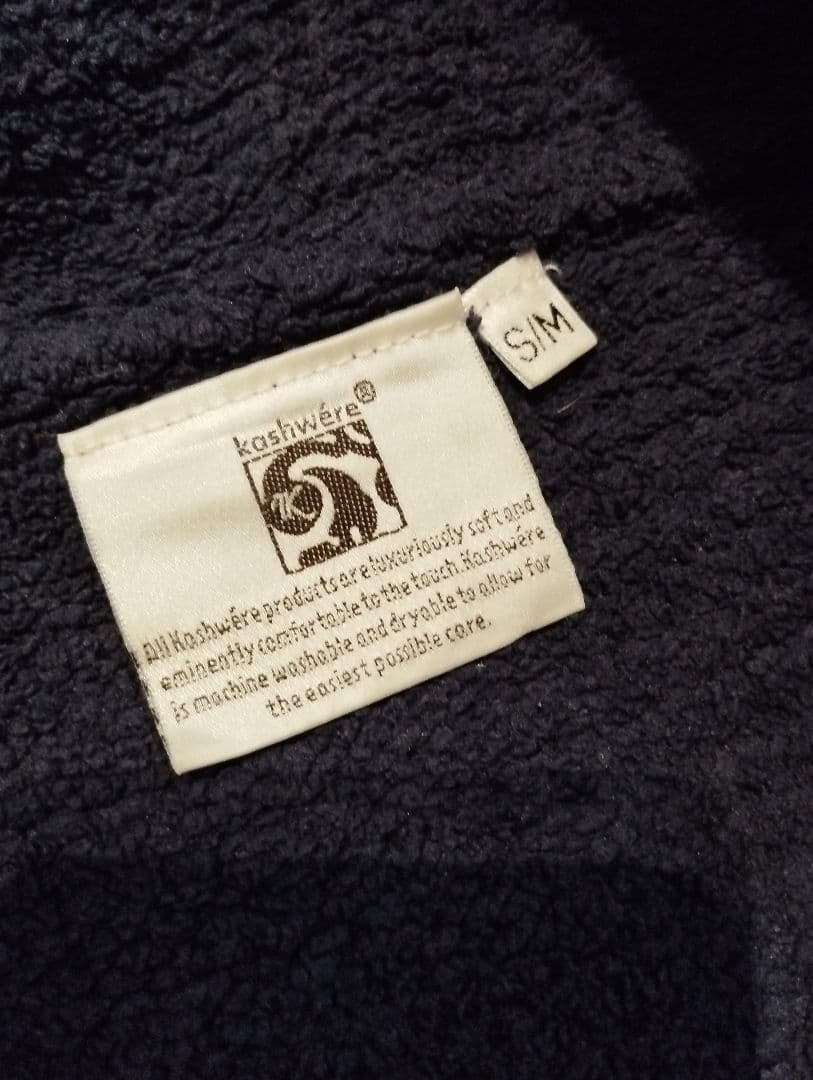 S/M
kashwére®
K
All Kashwére products are luxuriously soft and
eminently comfortable to the touch. Kashwére
is machine washable and dryable to allow for
the easiest possible care.